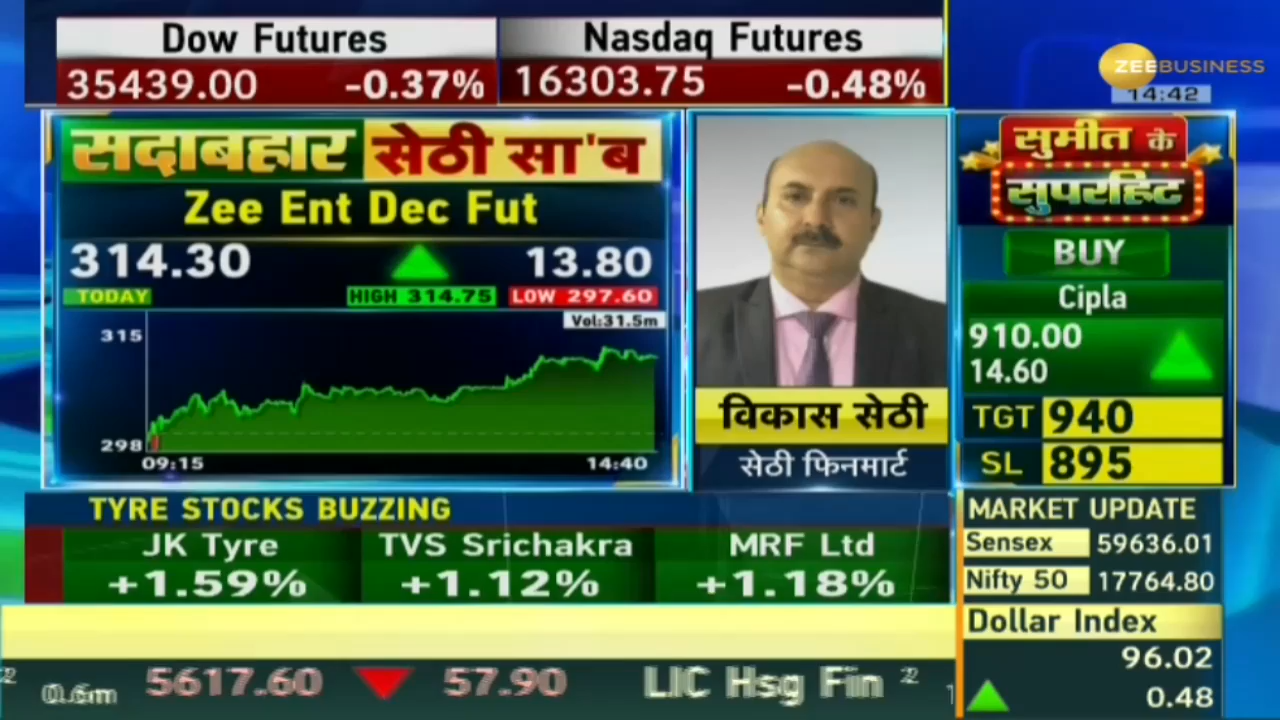 Dow Futures
35439.00 -0.37%
Nasdaq Futures
16303.75 -0.48%
ZEEBUSINESS
14:42
सदाबहार सेठी सा'ब
Zee Ent Dec Fut
314.30 13.80
TODAY HIGH 314.75 LOW 297.60
Vol:31.5m
315
298
09:15 14:40
विकास सेठी
सेठी फिनमार्ट
सुमीत के
सुपरहिट
BUY
Cipla
910.00
14.60
TGT 940
SL 895
TYRE STOCKS BUZZING
JK Tyre
+1.59%
TVS Srichakra
+1.12%
MRF Ltd
+1.18%
MARKET UPDATE
Sensex 59636.01
Nifty 50 17764.80
Dollar Index
96.02
0.48
5617.60 57.90 LIC Hsg Fin